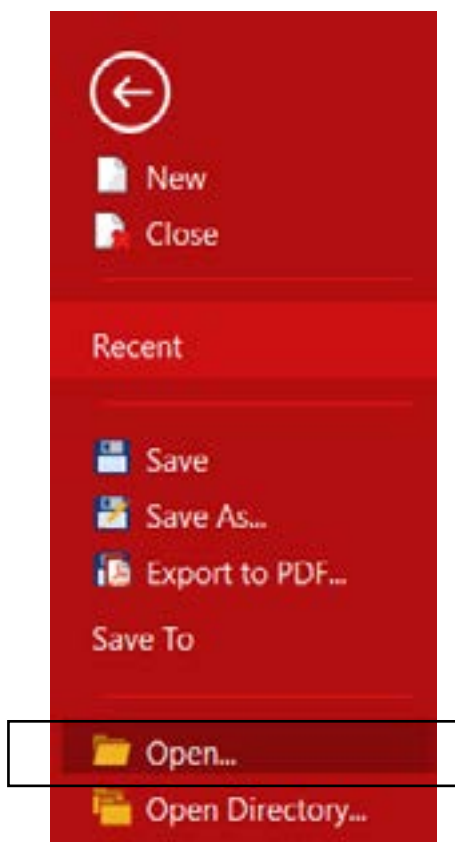 New
Close
Recent
Save
Save As...
Export to PDF...
Save To
Open...
Open Directory...